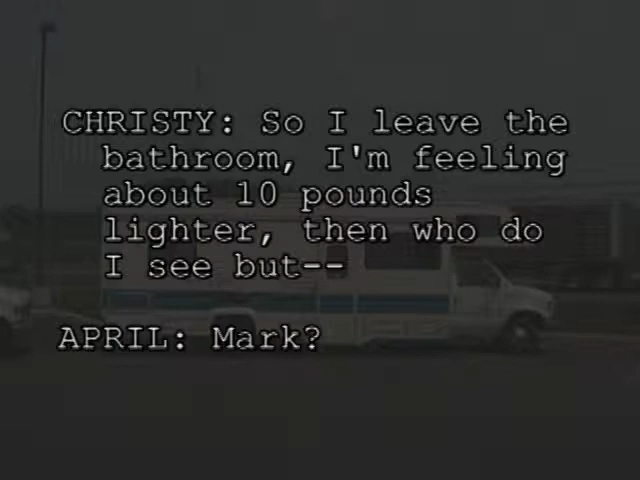 CHRISTY: So I leave the
bathroom, I'm feeling
about 10 pounds
lighter, then who do
I see but--
APRIL: Mark?